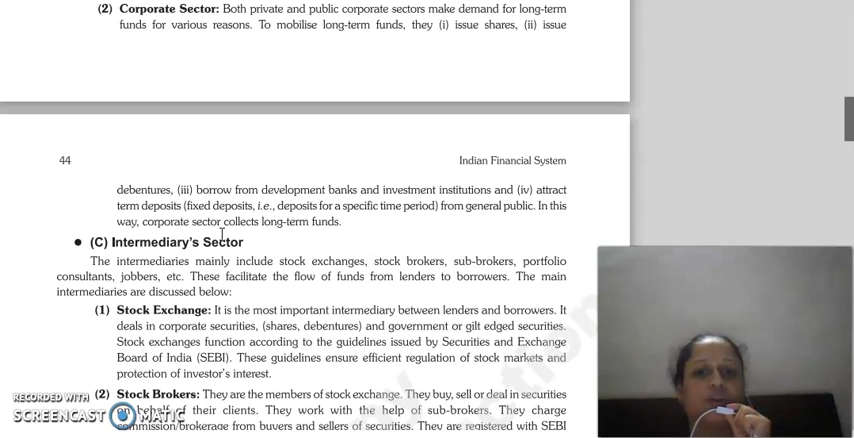 (2) Corporate Sector: Both private and public corporate sectors make demand for long-term
funds for various reasons. To mobilise long-term funds, they (i) issue shares, (ii) issue
44 Indian Financial System
debentures, (iii) borrow from development banks and investment institutions and (iv) attract
term deposits (fixed deposits, i.e., deposits for a specific time period) from general public. In this
way, corporate sector collects long-term funds.
● (C) Intermediary's Sector
The intermediaries mainly include stock exchanges, stock brokers, sub-brokers, portfolio
consultants, jobbers, etc. These facilitate the flow of funds from lenders to borrowers. The main
intermediaries are discussed below:
(1) Stock Exchange: It is the most important intermediary between lenders and borrowers. It
deals in corporate securities, (shares, debentures) and government or gilt edged securities.
Stock exchanges function according to the guidelines issued by Securities and Exchange
Board of India (SEBI). These guidelines ensure efficient regulation of stock markets and
protection of investor's interest.
(2) Stock Brokers: They are the members of stock exchange. They buy, sell or deal in securities
on behalf of their clients. They work with the help of sub-brokers. They charge
commission/brokerage from buyers and sellers of securities. They are registered with SEBI
RECORDED WITH
SCREENCAST MATIC